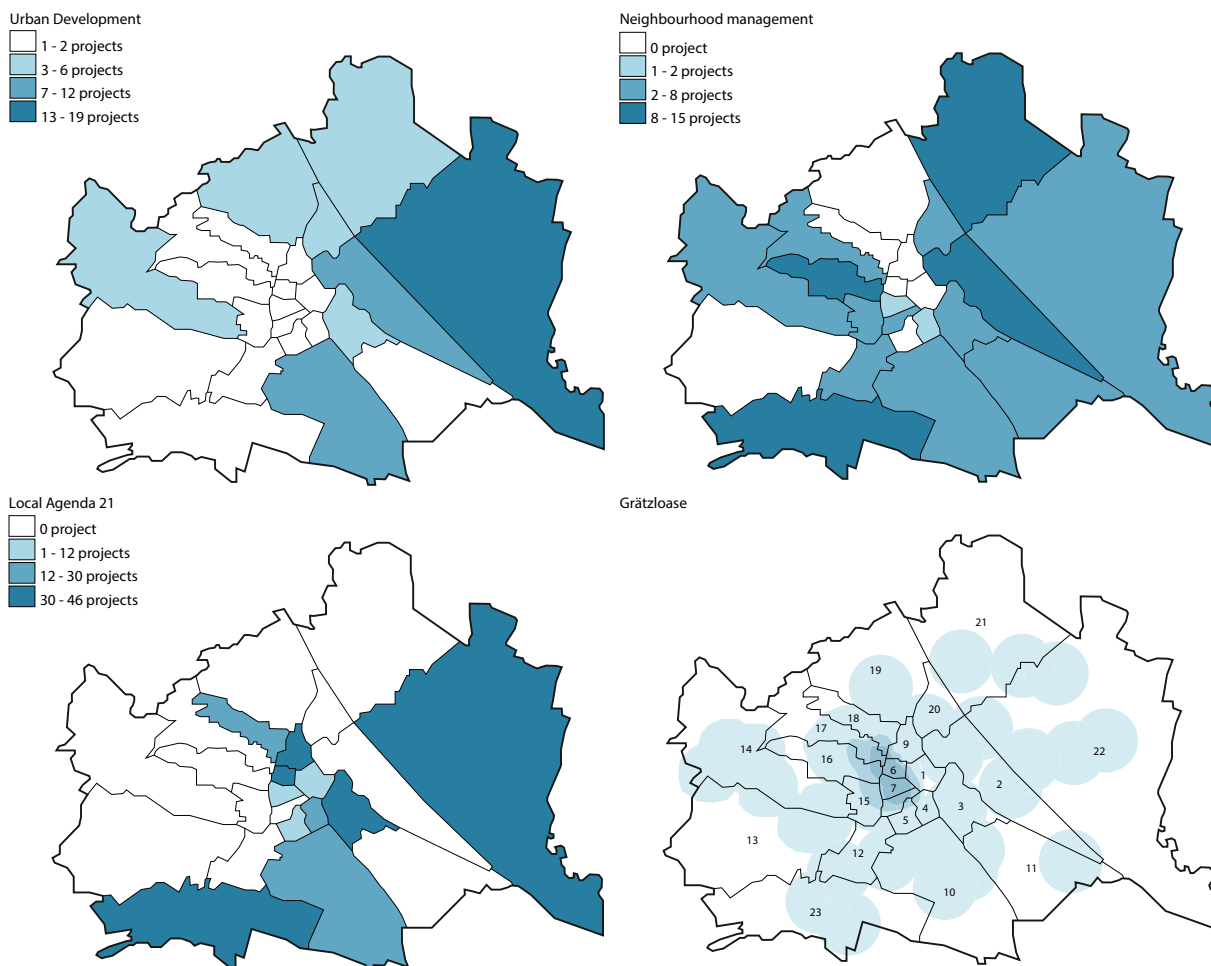 Urban Development
1 - 2 projects
3 - 6 projects
7 - 12 projects
13 - 19 projects
Neighbourhood management
0 project
1 - 2 projects
2 - 8 projects
8 - 15 projects
Local Agenda 21
0 project
1 - 12 projects
12 - 30 projects
30 - 46 projects
Grätzloase
21
19
20
18
17
9
14
16
22
6
1
7
2
15
3
4
5
13
12
11
10
23